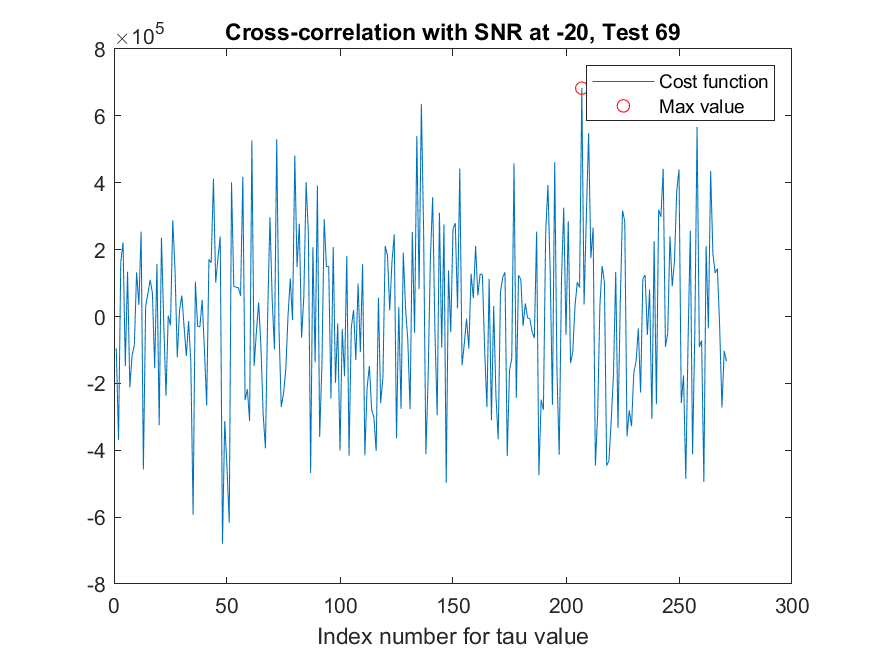 Cross-correlation with SNR at -20, Test 69
×10^5
Cost function
Max value
8
6
4
2
0
-2
-4
-6
-8
0 50 100 150 200 250 300
Index number for tau value